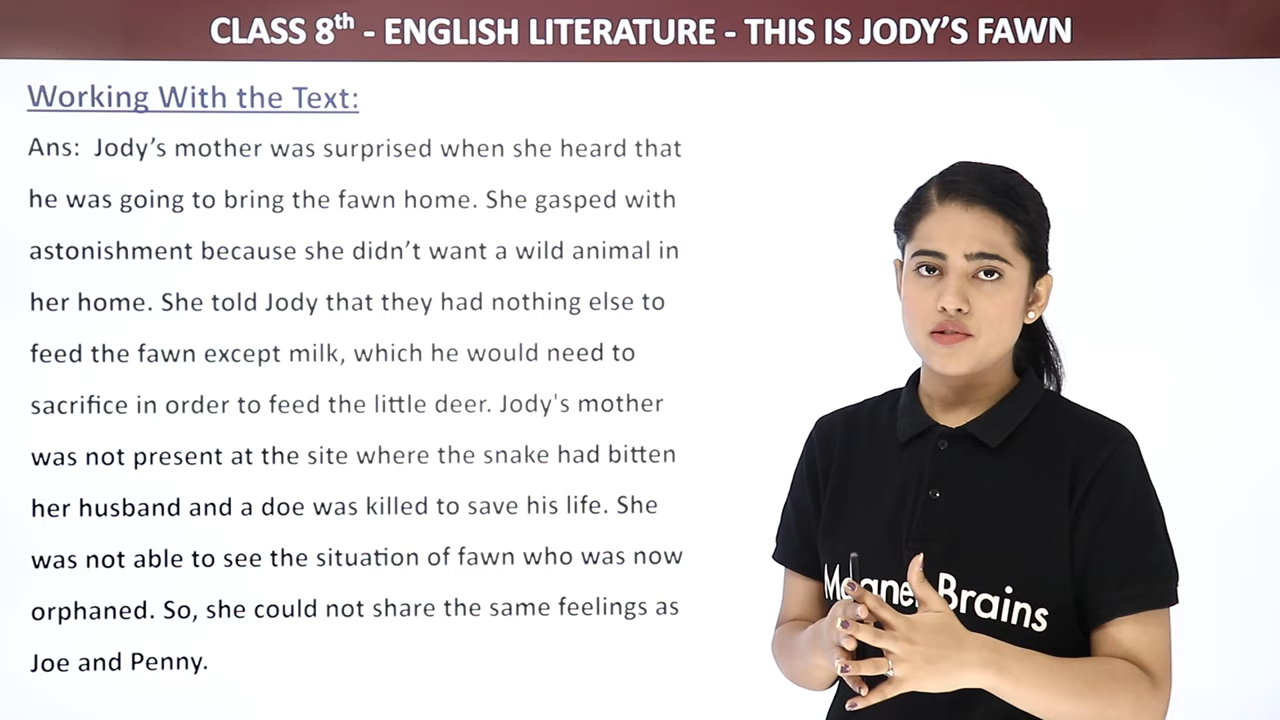 CLASS 8th - ENGLISH LITERATURE - THIS IS JODY’S FAWN
Working With the Text:
Ans: Jody’s mother was surprised when she heard that
he was going to bring the fawn home. She gasped with
astonishment because she didn’t want a wild animal in
her home. She told Jody that they had nothing else to
feed the fawn except milk, which he would need to
sacrifice in order to feed the little deer. Jody's mother
was not present at the site where the snake had bitten
her husband and a doe was killed to save his life. She
was not able to see the situation of fawn who was now
orphaned. So, she could not share the same feelings as
Joe and Penny.
Magnet Brains